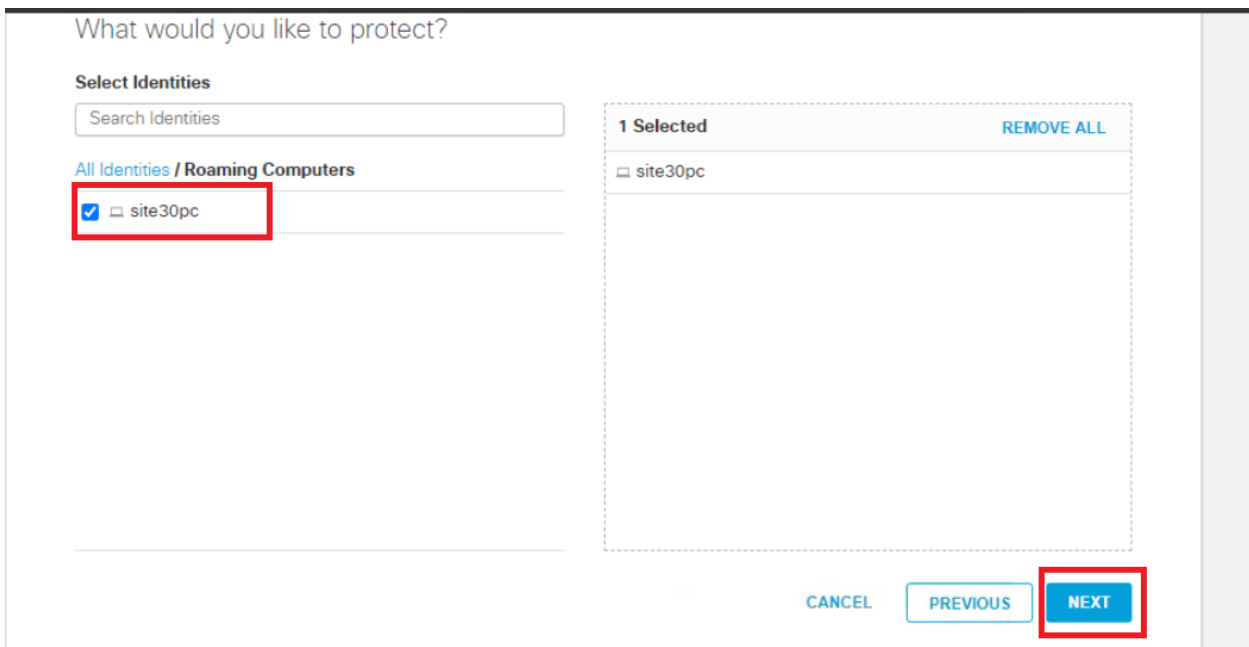 What would you like to protect?
Select Identities
Search Identities
All Identities / Roaming Computers
site30pc
1 Selected REMOVE ALL
site30pc
CANCEL PREVIOUS NEXT